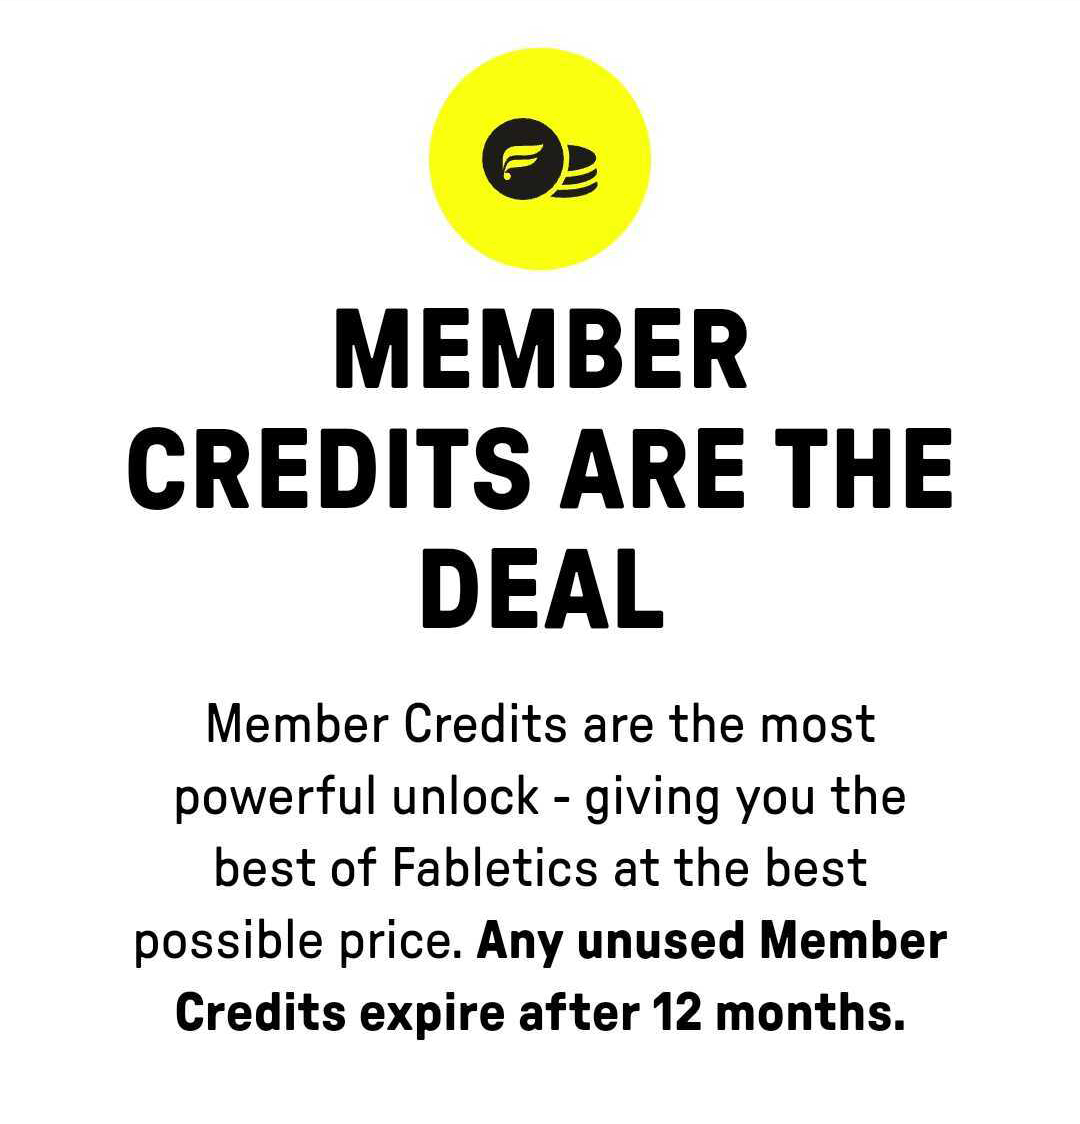 MEMBER
CREDITS ARE THE
DEAL
Member Credits are the most
powerful unlock - giving you the
best of Fabletics at the best
possible price. Any unused Member
Credits expire after 12 months.